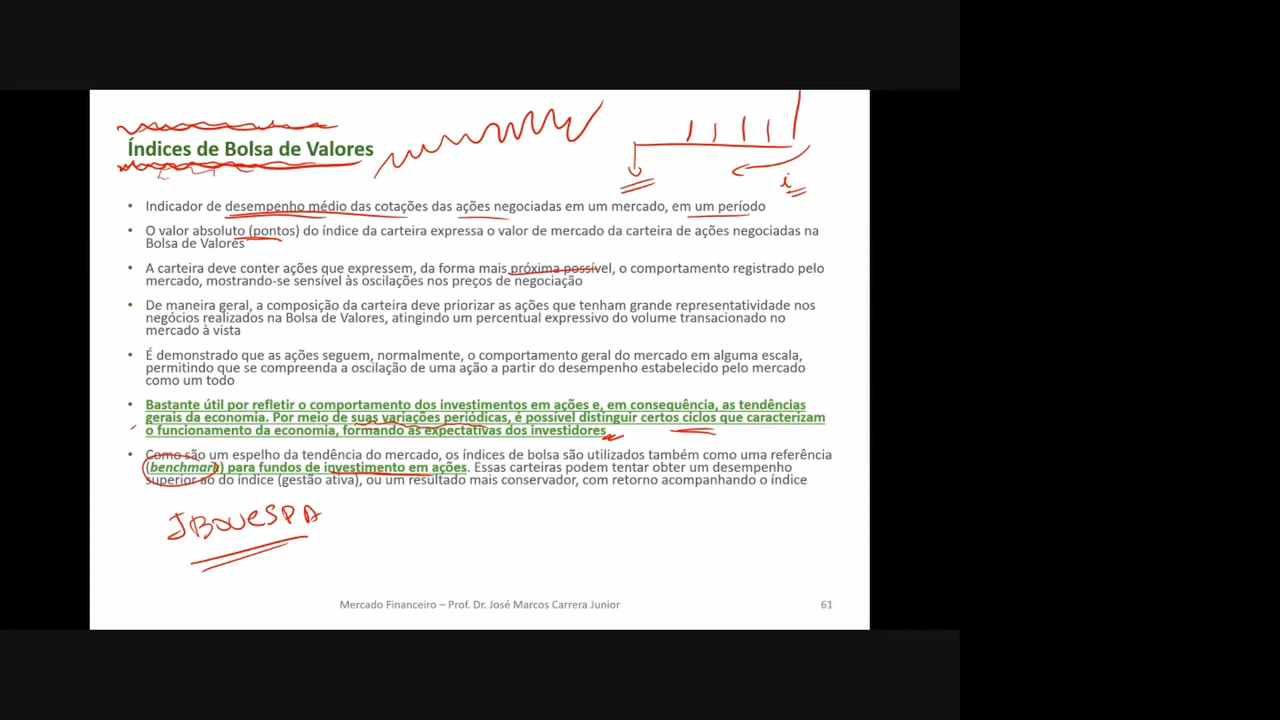 Índices de Bolsa de Valores
i
• Indicador de desempenho médio das cotações das ações negociadas em um mercado, em um período
• O valor absoluto (pontos) do índice da carteira expressa o valor de mercado da carteira de ações negociadas na
Bolsa de Valores
• A carteira deve conter ações que expressem, da forma mais próxima possível, o comportamento registrado pelo
mercado, mostrando-se sensível às oscilações nos preços de negociação
• De maneira geral, a composição da carteira deve priorizar as ações que tenham grande representatividade nos
negócios realizados na Bolsa de Valores, atingindo um percentual expressivo do volume transacionado no
mercado à vista
• É demonstrado que as ações seguem, normalmente, o comportamento geral do mercado em alguma escala,
permitindo que se compreenda a oscilação de uma ação a partir do desempenho estabelecido pelo mercado
como um todo
• Bastante útil por refletir o comportamento dos investimentos em ações e, em consequência, as tendências
gerais da economia. Por meio de suas variações periódicas, é possível distinguir certos ciclos que caracterizam
o funcionamento da economia, formando as expectativas dos investidores
• Como são um espelho da tendência do mercado, os índices de bolsa são utilizados também como uma referência
(benchmark) para fundos de investimento em ações. Essas carteiras podem tentar obter um desempenho
superior ao do índice (gestão ativa), ou um resultado mais conservador, com retorno acompanhando o índice
IBOVESPA
Mercado Financeiro – Prof. Dr. José Marcos Carrera Junior
61